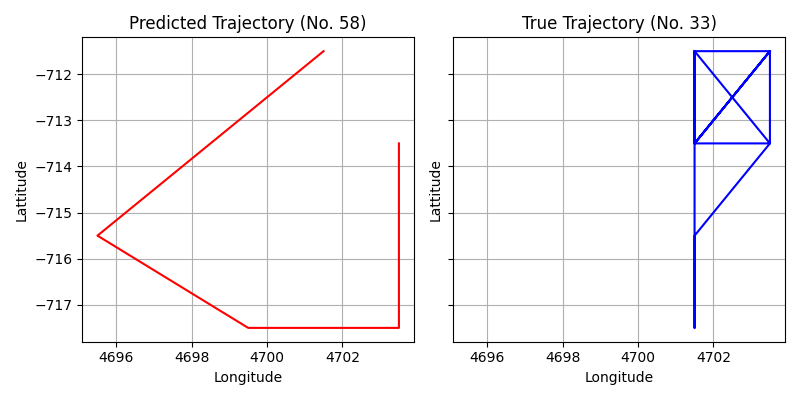 Predicted Trajectory (No. 58)
Lattitude
−712
−713
−714
−715
−716
−717
4696
4698
4700
4702
Longitude
True Trajectory (No. 33)
Lattitude
4696
4698
4700
4702
Longitude